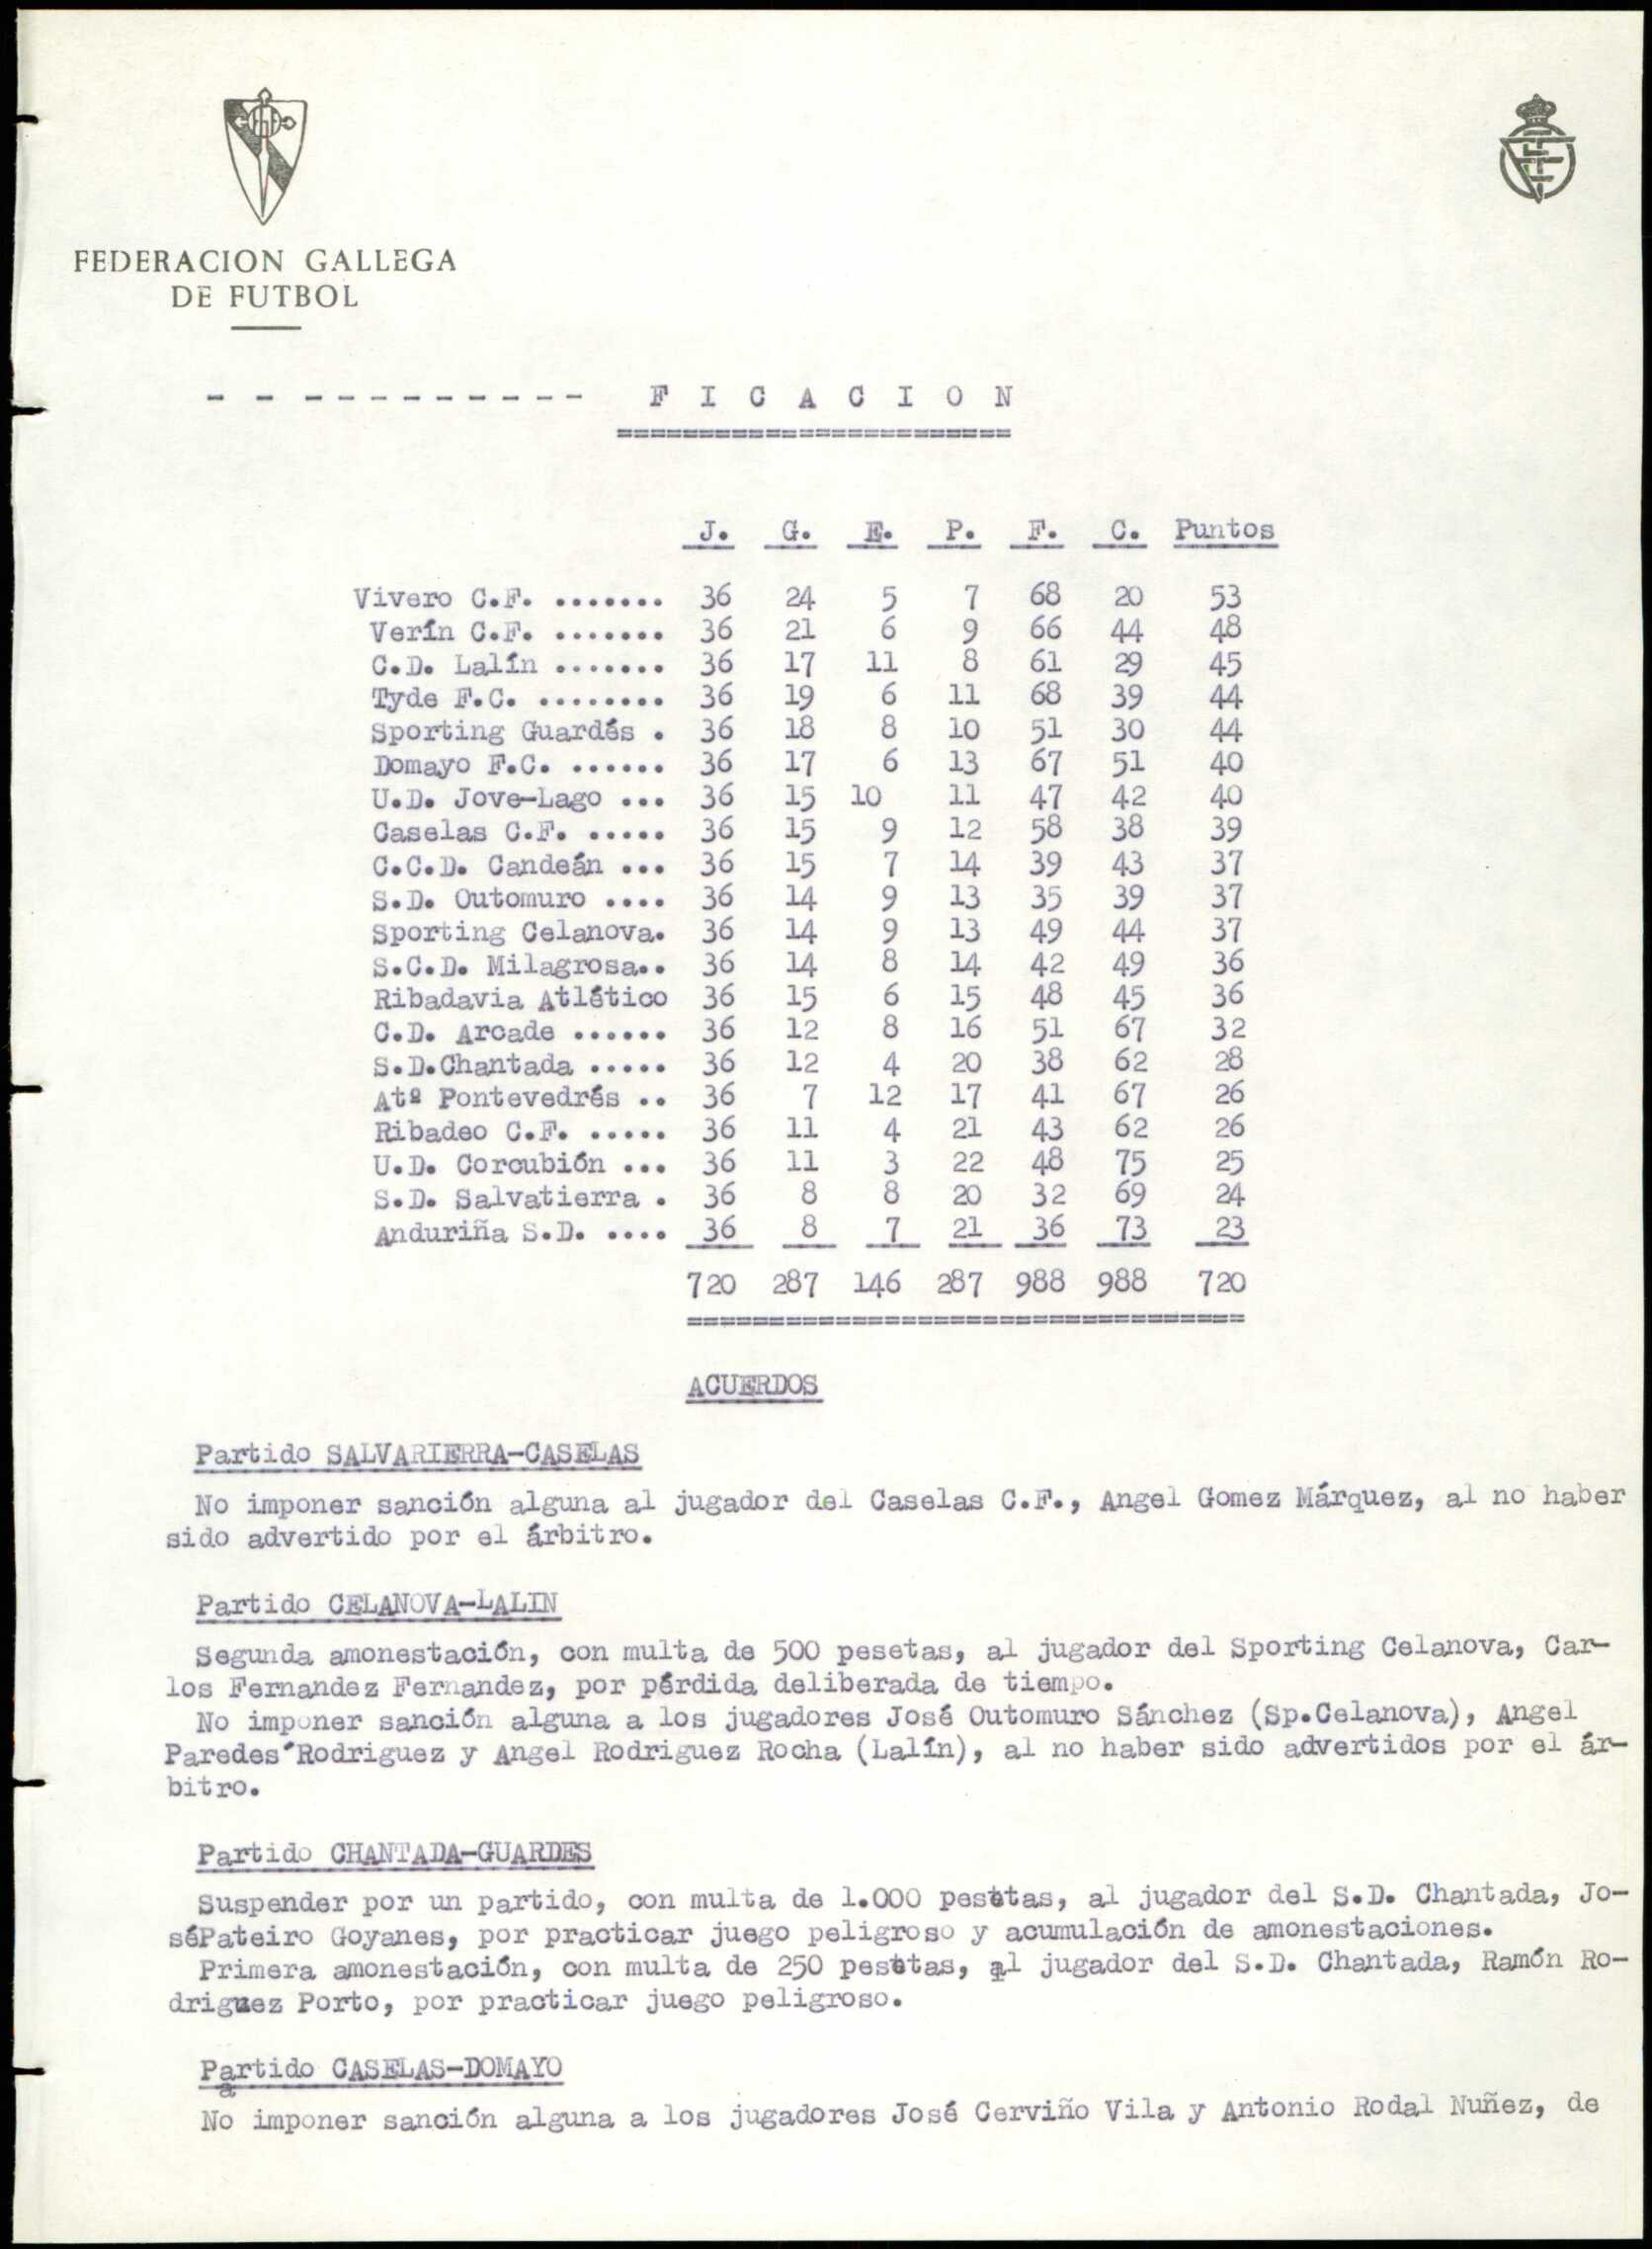 FEDERACION GALLEGA
DE FUTBOL
- - - - - - - - - - - F I C A C I O N
========================
J. G. E. P. F. C. Puntos
Vivero C.F. ....... 36 24 5 7 68 20 53
Verín C.F. ....... 36 21 6 9 66 44 48
C.D. Lalín ....... 36 17 11 8 61 29 45
Tyde F.C. ........ 36 19 6 11 68 39 44
Sporting Guardés . 36 18 8 10 51 30 44
Domayo F.C. ...... 36 17 6 13 67 51 40
U.D. Jove-Lago ... 36 15 10 11 47 42 40
Caselas C.F. ..... 36 15 9 12 58 38 39
C.C.D. Candeán ... 36 15 7 14 39 43 37
S.D. Outomuro .... 36 14 9 13 35 39 37
Sporting Celanova. 36 14 9 13 49 44 37
S.C.D. Milagrosa.. 36 14 8 14 42 49 36
Ribadavia Atlético 36 15 6 15 48 45 36
C.D. Arcade ...... 36 12 8 16 51 67 32
S.D.Chantada ..... 36 12 4 20 38 62 28
Atº Pontevedrés .. 36 7 12 17 41 67 26
Ribadeo C.F. ..... 36 11 4 21 43 62 26
U.D. Corcubión ... 36 11 3 22 48 75 25
S.D. Salvatierra . 36 8 8 20 32 69 24
Anduriña S.D. .... 36 8 7 21 36 73 23
720 287 146 287 988 988 720
==================================
ACUERDOS
Partido SALVARIERRA-CASELAS
No imponer sanción alguna al jugador del Caselas C.F., Angel Gomez Márquez, al no haber
sido advertido por el árbitro.
Partido CELANOVA-LALIN
Segunda amonestación, con multa de 500 pesetas, al jugador del Sporting Celanova, Car-
los Fernandez Fernandez, por pérdida deliberada de tiempo.
No imponer sanción alguna a los jugadores José Outomuro Sánchez (Sp.Celanova), Angel
Paredes´Rodriguez y Angel Rodriguez Rocha (Lalín), al no haber sido advertidos por el ár-
bitro.
Partido CHANTADA-GUARDES
Suspender por un partido, con multa de 1.000 pesetas, al jugador del S.D. Chantada, Jo-
séPateiro Goyanes, por practicar juego peligroso y acumulación de amonestaciones.
Primera amonestación, con multa de 250 pesetas, al jugador del S.D. Chantada, Ramón Ro-
driguez Porto, por practicar juego peligroso.
Partido CASELAS-DOMAYO
No imponer sanción alguna a los jugadores José Cerviño Vila y Antonio Rodal Nuñez, de